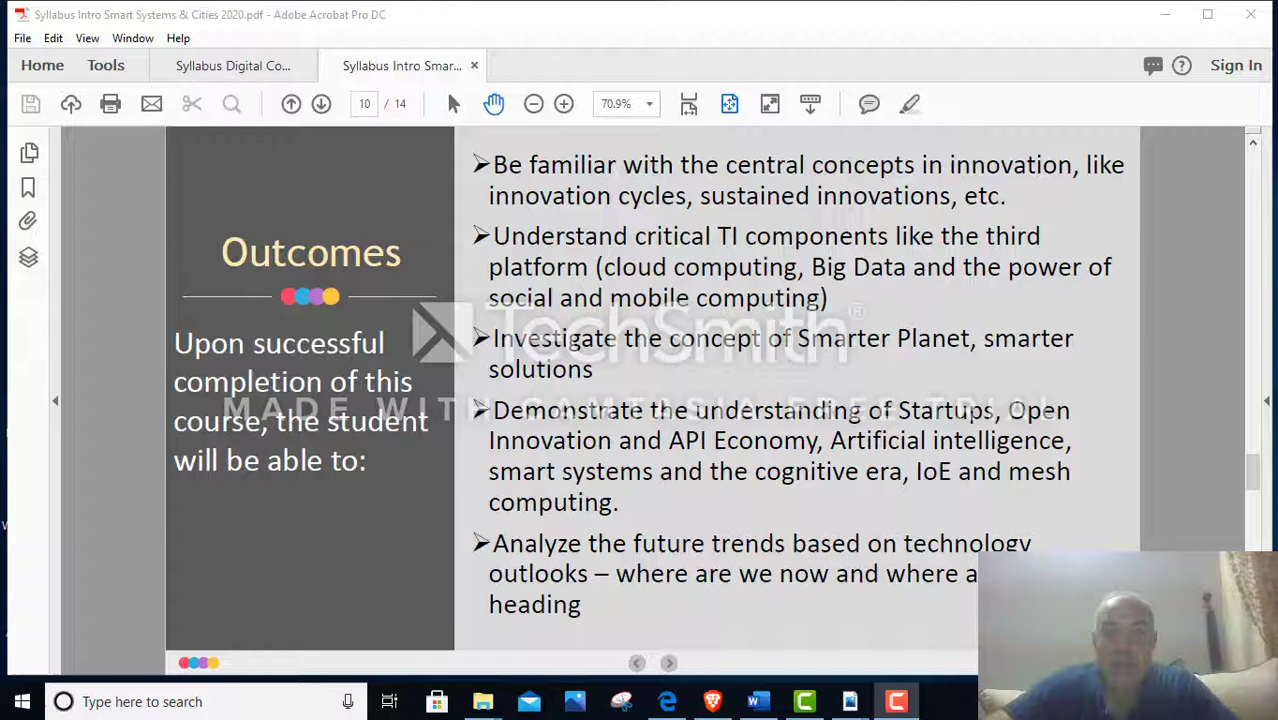 Syllabus Intro Smart Systems & Cities 2020.pdf - Adobe Acrobat Pro DC
File Edit View Window Help
Home Tools Syllabus Digital Co... Syllabus Intro Smar... × Sign In
10 / 14 70.9%
Outcomes
Upon successful
completion of this
course, the student
will be able to:
Be familiar with the central concepts in innovation, like
innovation cycles, sustained innovations, etc.
Understand critical TI components like the third
platform (cloud computing, Big Data and the power of
social and mobile computing)
Investigate the concept of Smarter Planet, smarter
solutions
Demonstrate the understanding of Startups, Open
Innovation and API Economy, Artificial intelligence,
smart systems and the cognitive era, IoE and mesh
computing.
Analyze the future trends based on technology
outlooks – where are we now and where a
heading
TechSmith®
MADE WITH CAMTASIA FREE TRIAL
Type here to search